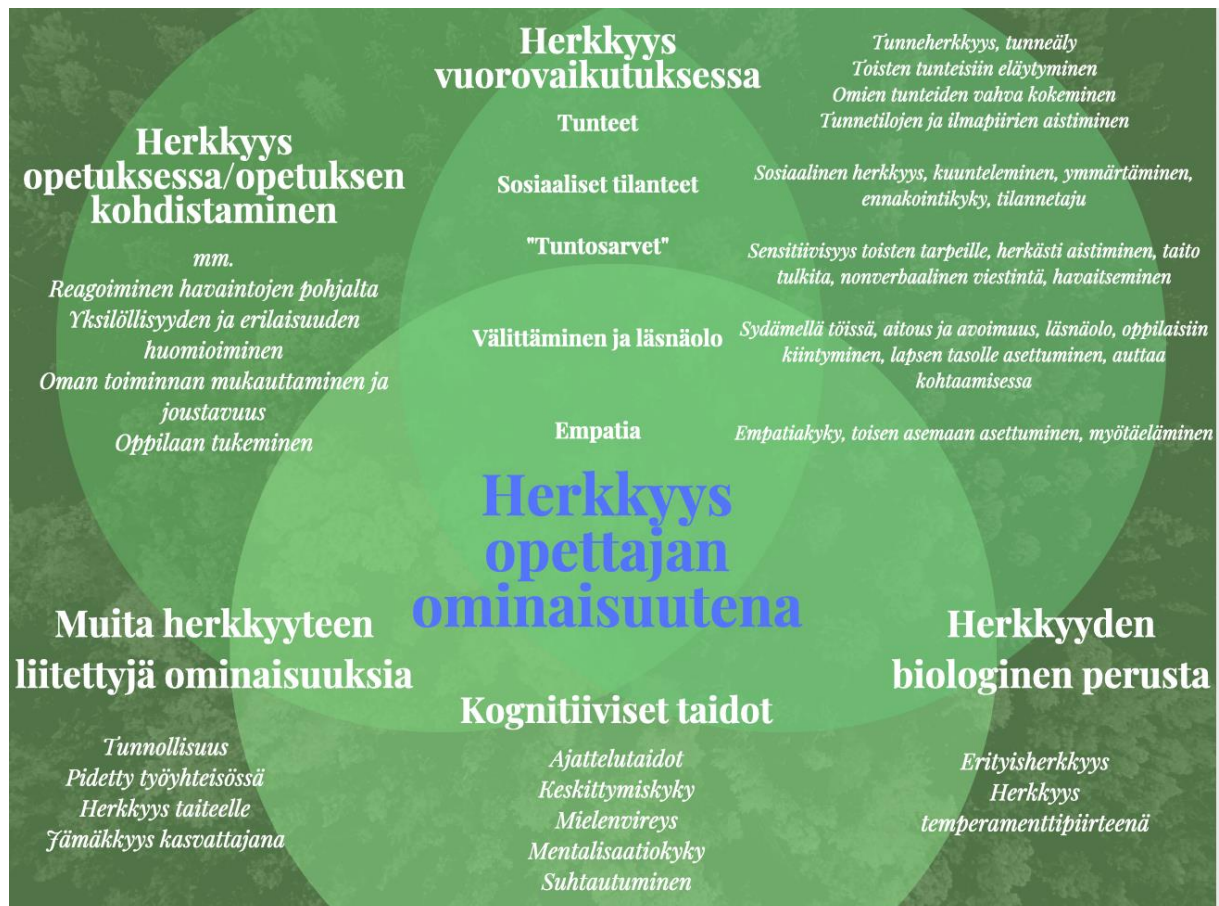 Herkkyys
vuorovaikutuksessa
Tunteet
Tunneherkkyys, tunneäly
Toisten tunteisiin eläytyminen
Omien tunteiden vahva kokeminen
Tunnetilojen ja ilmapiirien aistiminen
Sosiaaliset tilanteet
Sosiaalinen herkkyys, kuunteleminen, ymmärtäminen,
ennakointikyky, tilannetaju
"Tuntosarvet"
Sensitiivisyys toisten tarpeille, herkästi aistiminen, taito
tulkita, nonverbaalinen viestintä, havaitseminen
Välittäminen ja läsnäolo
Sydämellä töissä, aitous ja avoimuus, läsnäolo, oppilaisiin
kiintyminen, lapsen tasolle asettuminen, auttaa
kohtaamisessa
Empatia
Empatiakyky, toisen asemaan asettuminen, myötäeläminen
Herkkyys
opetuksessa/opetuksen
kohdistaminen
mm.
Reagoiminen havaintojen pohjalta
Yksilöllisyyden ja erilaisuuden
huomioiminen
Oman toiminnan mukauttaminen ja
joustavuus
Oppilaan tukeminen
Herkkyys
opettajan
ominaisuutena
Muita herkkyyteen
liitettyjä ominaisuuksia
Tunnollisuus
Pidetty työyhteisössä
Herkkyys taiteelle
Jämäkkyys kasvattajana
Kognitiiviset taidot
Ajattelutaidot
Keskittymiskyky
Mielenvireys
Mentalisaatiokyky
Suhtautuminen
Herkkyyden
biologinen perusta
Erityisherkkyys
Herkkyys
temperamenttipiirteenä